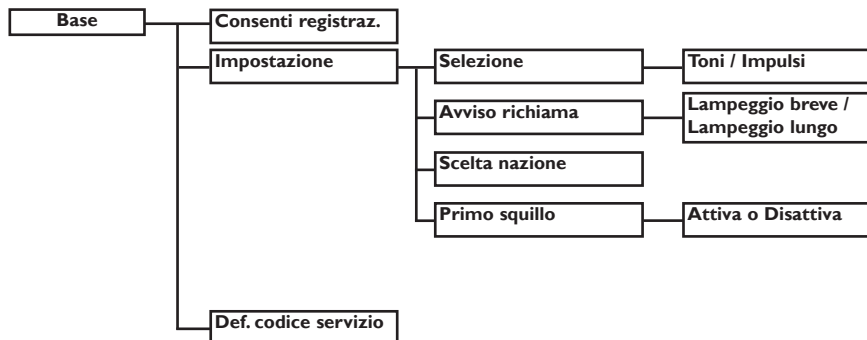 Base
Consenti registraz.
Impostazione
Selezione
Toni / Impulsi
Avviso richiama
Lampeggio breve /
Lampeggio lungo
Scelta nazione
Primo squillo
Attiva o Disattiva
Def. codice servizio